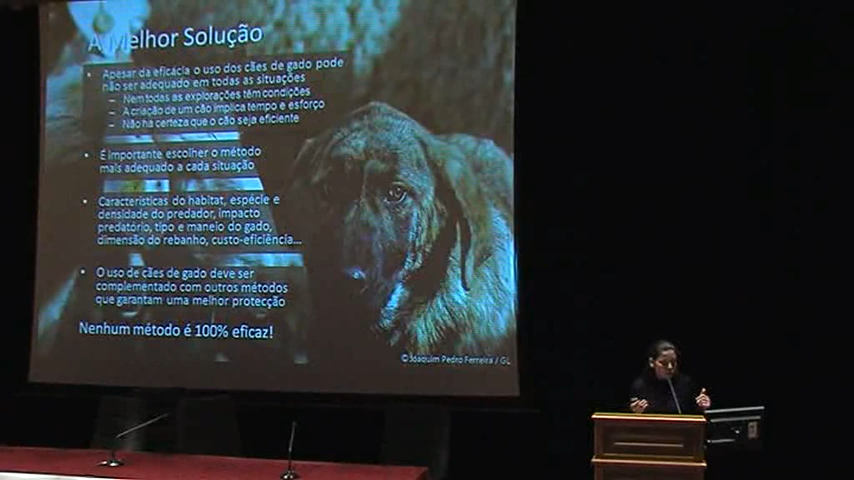 A Melhor Solução
• Apesar da eficácia o uso dos cães de gado pode
não ser adequado em todas as situações
– Nem todas as explorações têm condições
– A criação de um cão implica tempo e esforço
– Não há certeza que o cão seja eficiente
• É importante escolher o método
mais adequado a cada situação
• Características do habitat, espécie e
densidade do predador, impacto
predatório, tipo e maneio do gado,
dimensão do rebanho, custo-eficiência...
• O uso de cães de gado deve ser
complementado com outros métodos
que garantam uma melhor protecção
Nenhum método é 100% eficaz!
© Joaquim Pedro Ferreira / GL